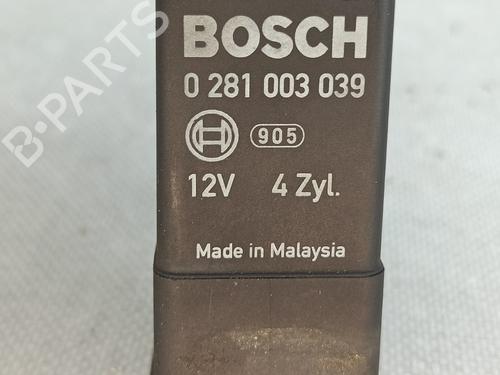 BOSCH
0 281 003 039
905
12V 4 Zyl.
Made in Malaysia
B-PARTS